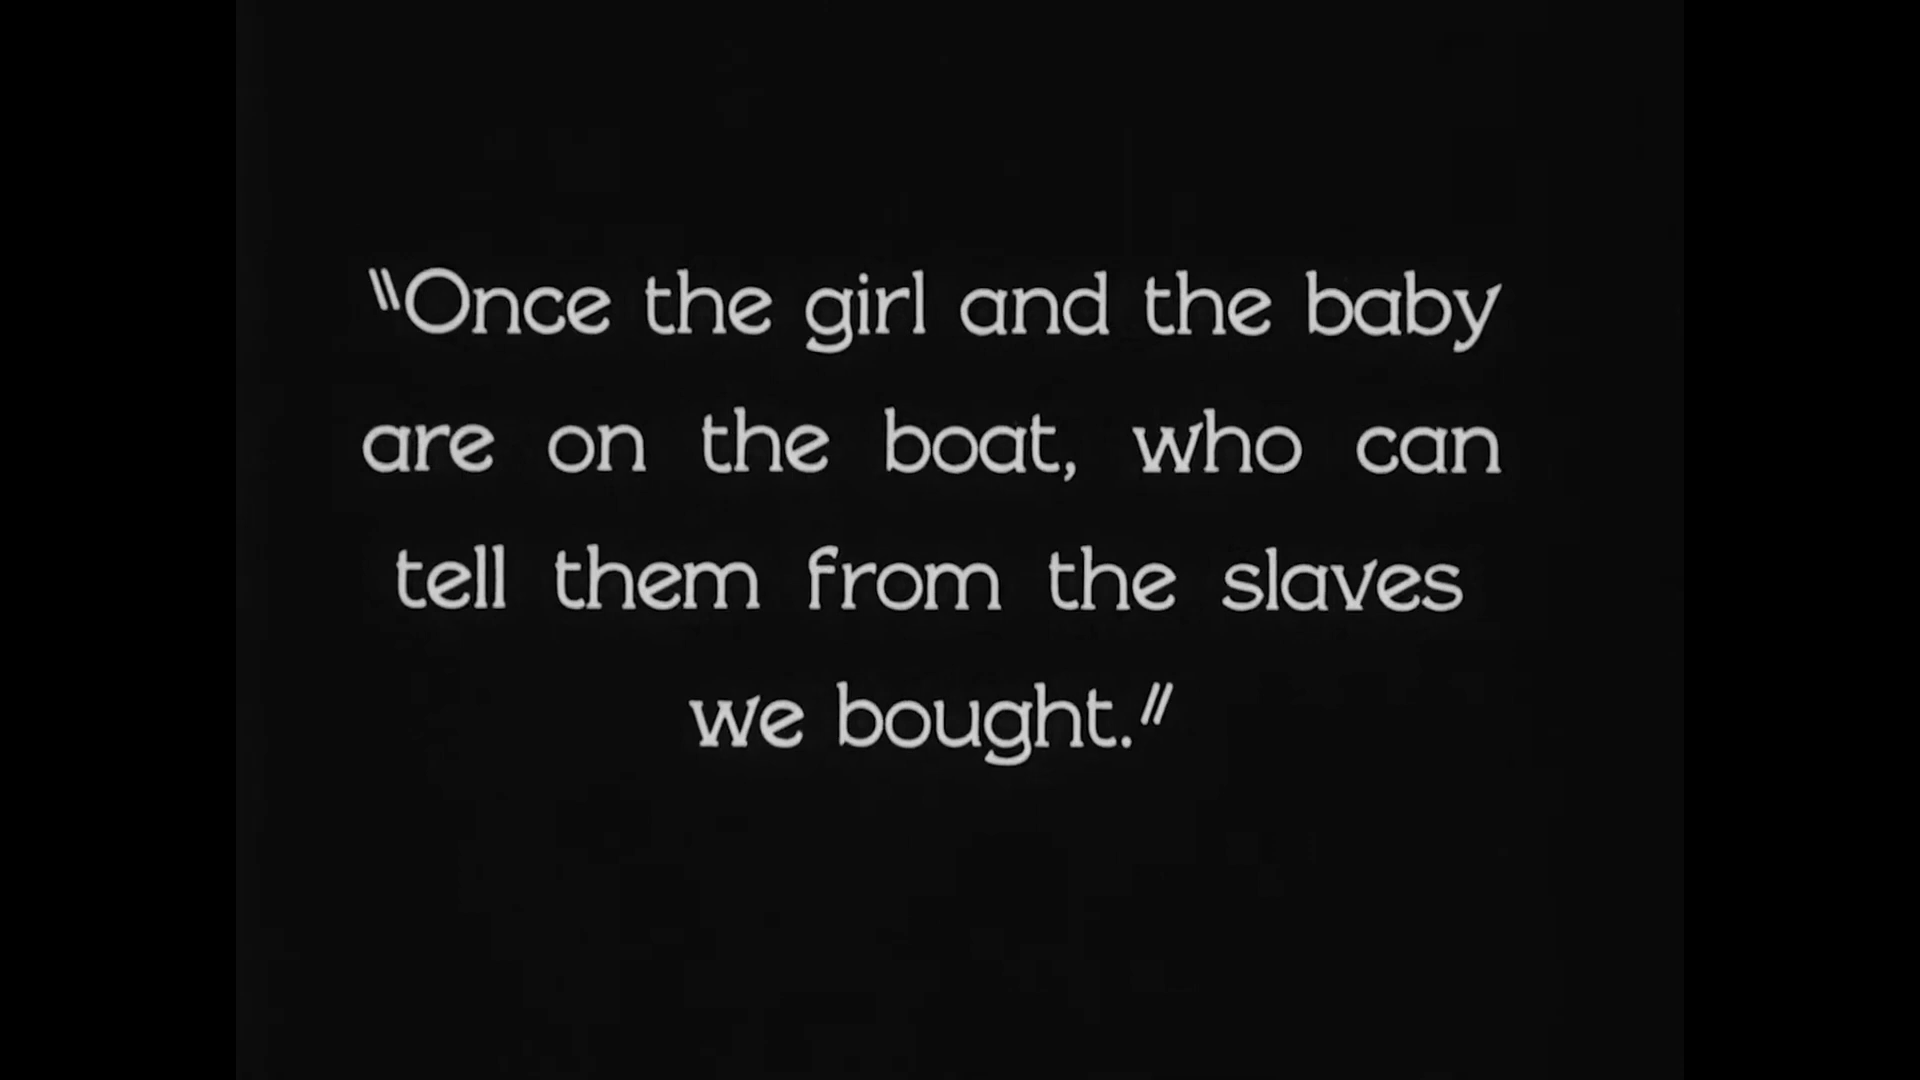 "Once the girl and the baby
are on the boat, who can
tell them from the slaves
we bought."